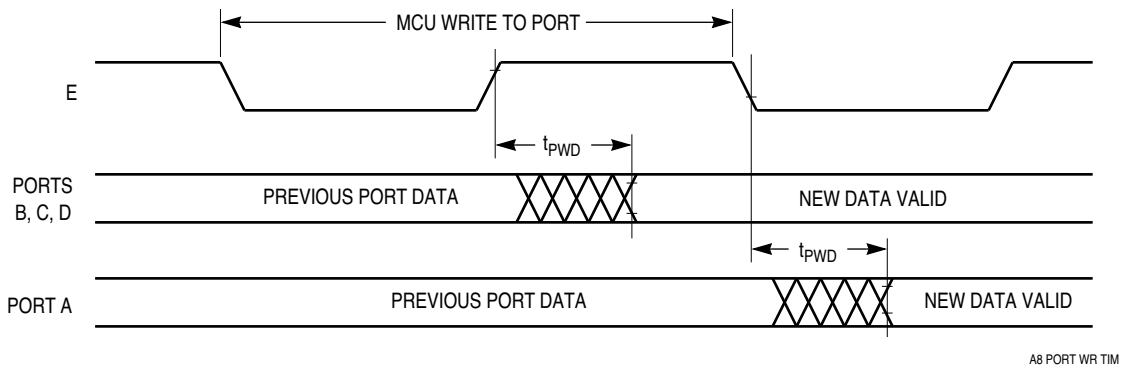 MCU WRITE TO PORT
E
tPWD
PORTS
B, C, D
PREVIOUS PORT DATA
NEW DATA VALID
tPWD
PORT A
PREVIOUS PORT DATA
NEW DATA VALID
A8 PORT WR TIM